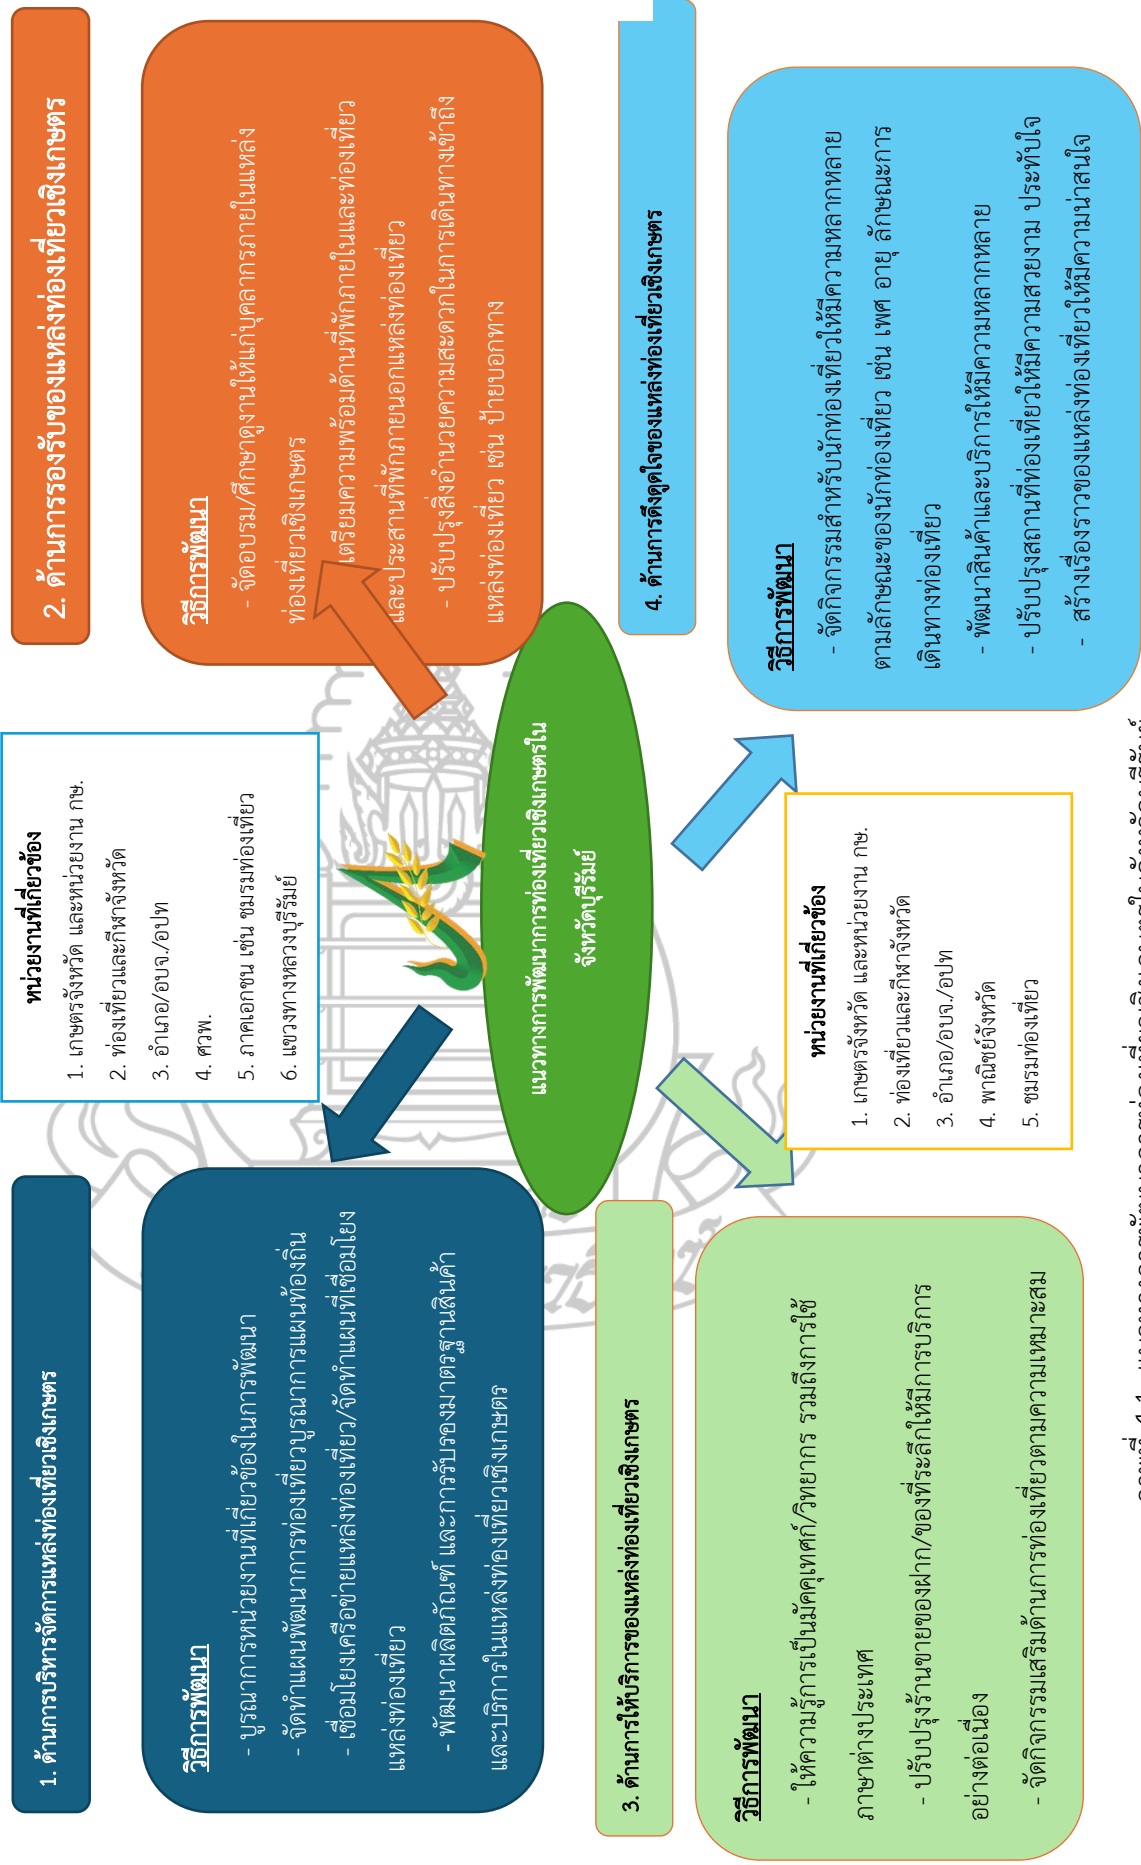 1. ด้านการบริหารจัดการแหล่งท่องเที่ยวเชิงเกษตร
วิธีการพัฒนา
- บูรณาการหน่วยงานที่เกี่ยวข้องในการพัฒนา
- จัดทำแผนพัฒนาการท่องเที่ยวบูรณาการแผนท้องถิ่น
- เชื่อมโยงเครือข่ายแหล่งท่องเที่ยว/จัดทำแผนที่เชื่อมโยง
แหล่งท่องเที่ยว
- พัฒนาผลิตภัณฑ์ และการรับรองมาตรฐานสินค้า
และบริการในแหล่งท่องเที่ยวเชิงเกษตร
หน่วยงานที่เกี่ยวข้อง
1. เกษตรจังหวัด และหน่วยงาน กษ.
2. ท่องเที่ยวและกีฬาจังหวัด
3. อำเภอ/อบจ./อปท
4. ศวพ.
5. ภาคเอกชน เช่น ชมรมท่องเที่ยว
6. แขวงทางหลวงบุรีรัมย์
2. ด้านการรองรับของแหล่งท่องเที่ยวเชิงเกษตร
วิธีการพัฒนา
- จัดอบรม/ศึกษาดูงานให้แก่บุคลากรภายในแหล่ง
ท่องเที่ยวเชิงเกษตร
เตรียมความพร้อมด้านที่พักภายในและท่องเที่ยว
และประสานที่พักภายนอกแหล่งท่องเที่ยว
- ปรับปรุงสิ่งอำนวยความสะดวกในการเดินทางเข้าถึง
แหล่งท่องเที่ยว เช่น ป้ายบอกทาง
แนวทางการพัฒนาการท่องเที่ยวเชิงเกษตรใน
จังหวัดบุรีรัมย์
3. ด้านการให้บริการของแหล่งท่องเที่ยวเชิงเกษตร
วิธีการพัฒนา
- ให้ความรู้การเป็นมัคคุเทศก์/วิทยากร รวมถึงการใช้
ภาษาต่างประเทศ
- ปรับปรุงร้านขายของฝาก/ของที่ระลึกให้มีการบริการ
อย่างต่อเนื่อง
- จัดกิจกรรมเสริมด้านการท่องเที่ยวตามความเหมาะสม
หน่วยงานที่เกี่ยวข้อง
1. เกษตรจังหวัด และหน่วยงาน กษ.
2. ท่องเที่ยวและกีฬาจังหวัด
3. อำเภอ/อบจ./อปท
4. พาณิชย์จังหวัด
5. ชมรมท่องเที่ยว
4. ด้านการดึงดูดใจของแหล่งท่องเที่ยวเชิงเกษตร
วิธีการพัฒนา
- จัดกิจกรรมสำหรับนักท่องเที่ยวให้มีความหลากหลาย
ตามลักษณะของนักท่องเที่ยว เช่น เพศ อายุ ลักษณะการ
เดินทางท่องเที่ยว
- พัฒนาสินค้าและบริการให้มีความหลากหลาย
- ปรับปรุงสถานที่ท่องเที่ยวให้มีความสวยงาม ประทับใจ
- สร้างเรื่องราวของแหล่งท่องเที่ยวให้มีความน่าสนใจ